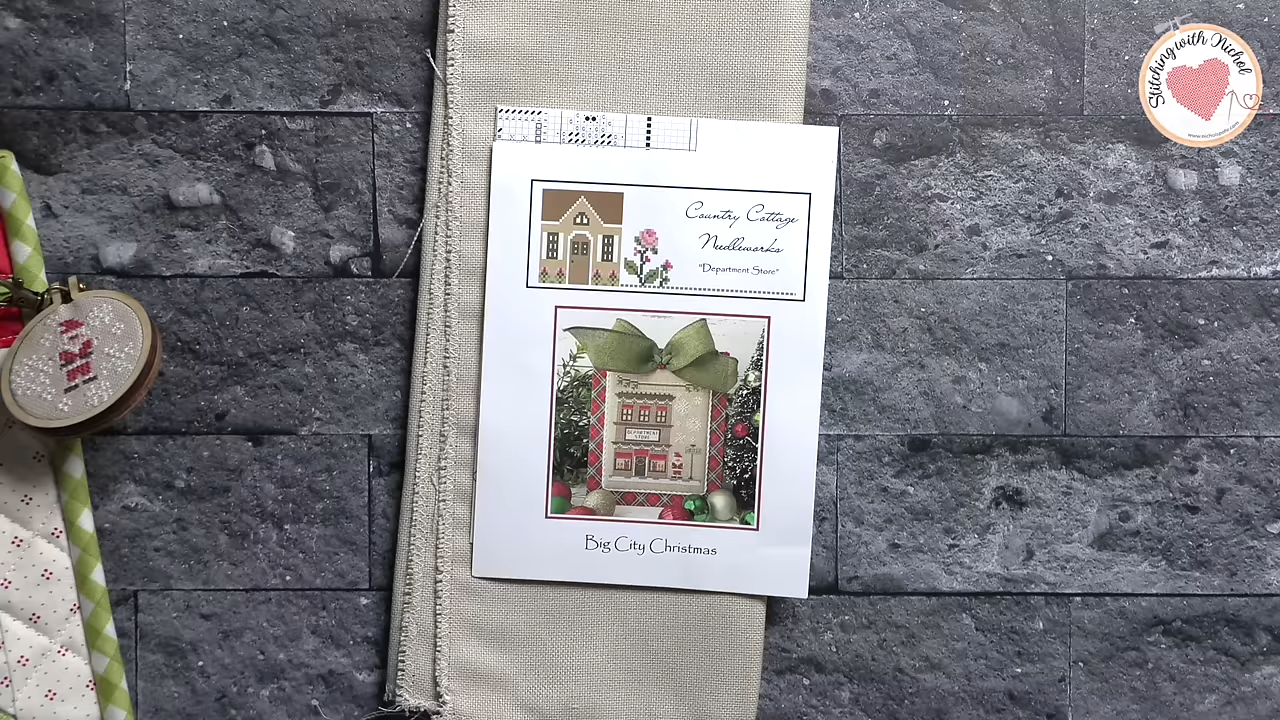 Stitching with Nichol
Country Cottage
Needleworks
"Department Store"
DEPARTMENT
STORE
Big City Christmas